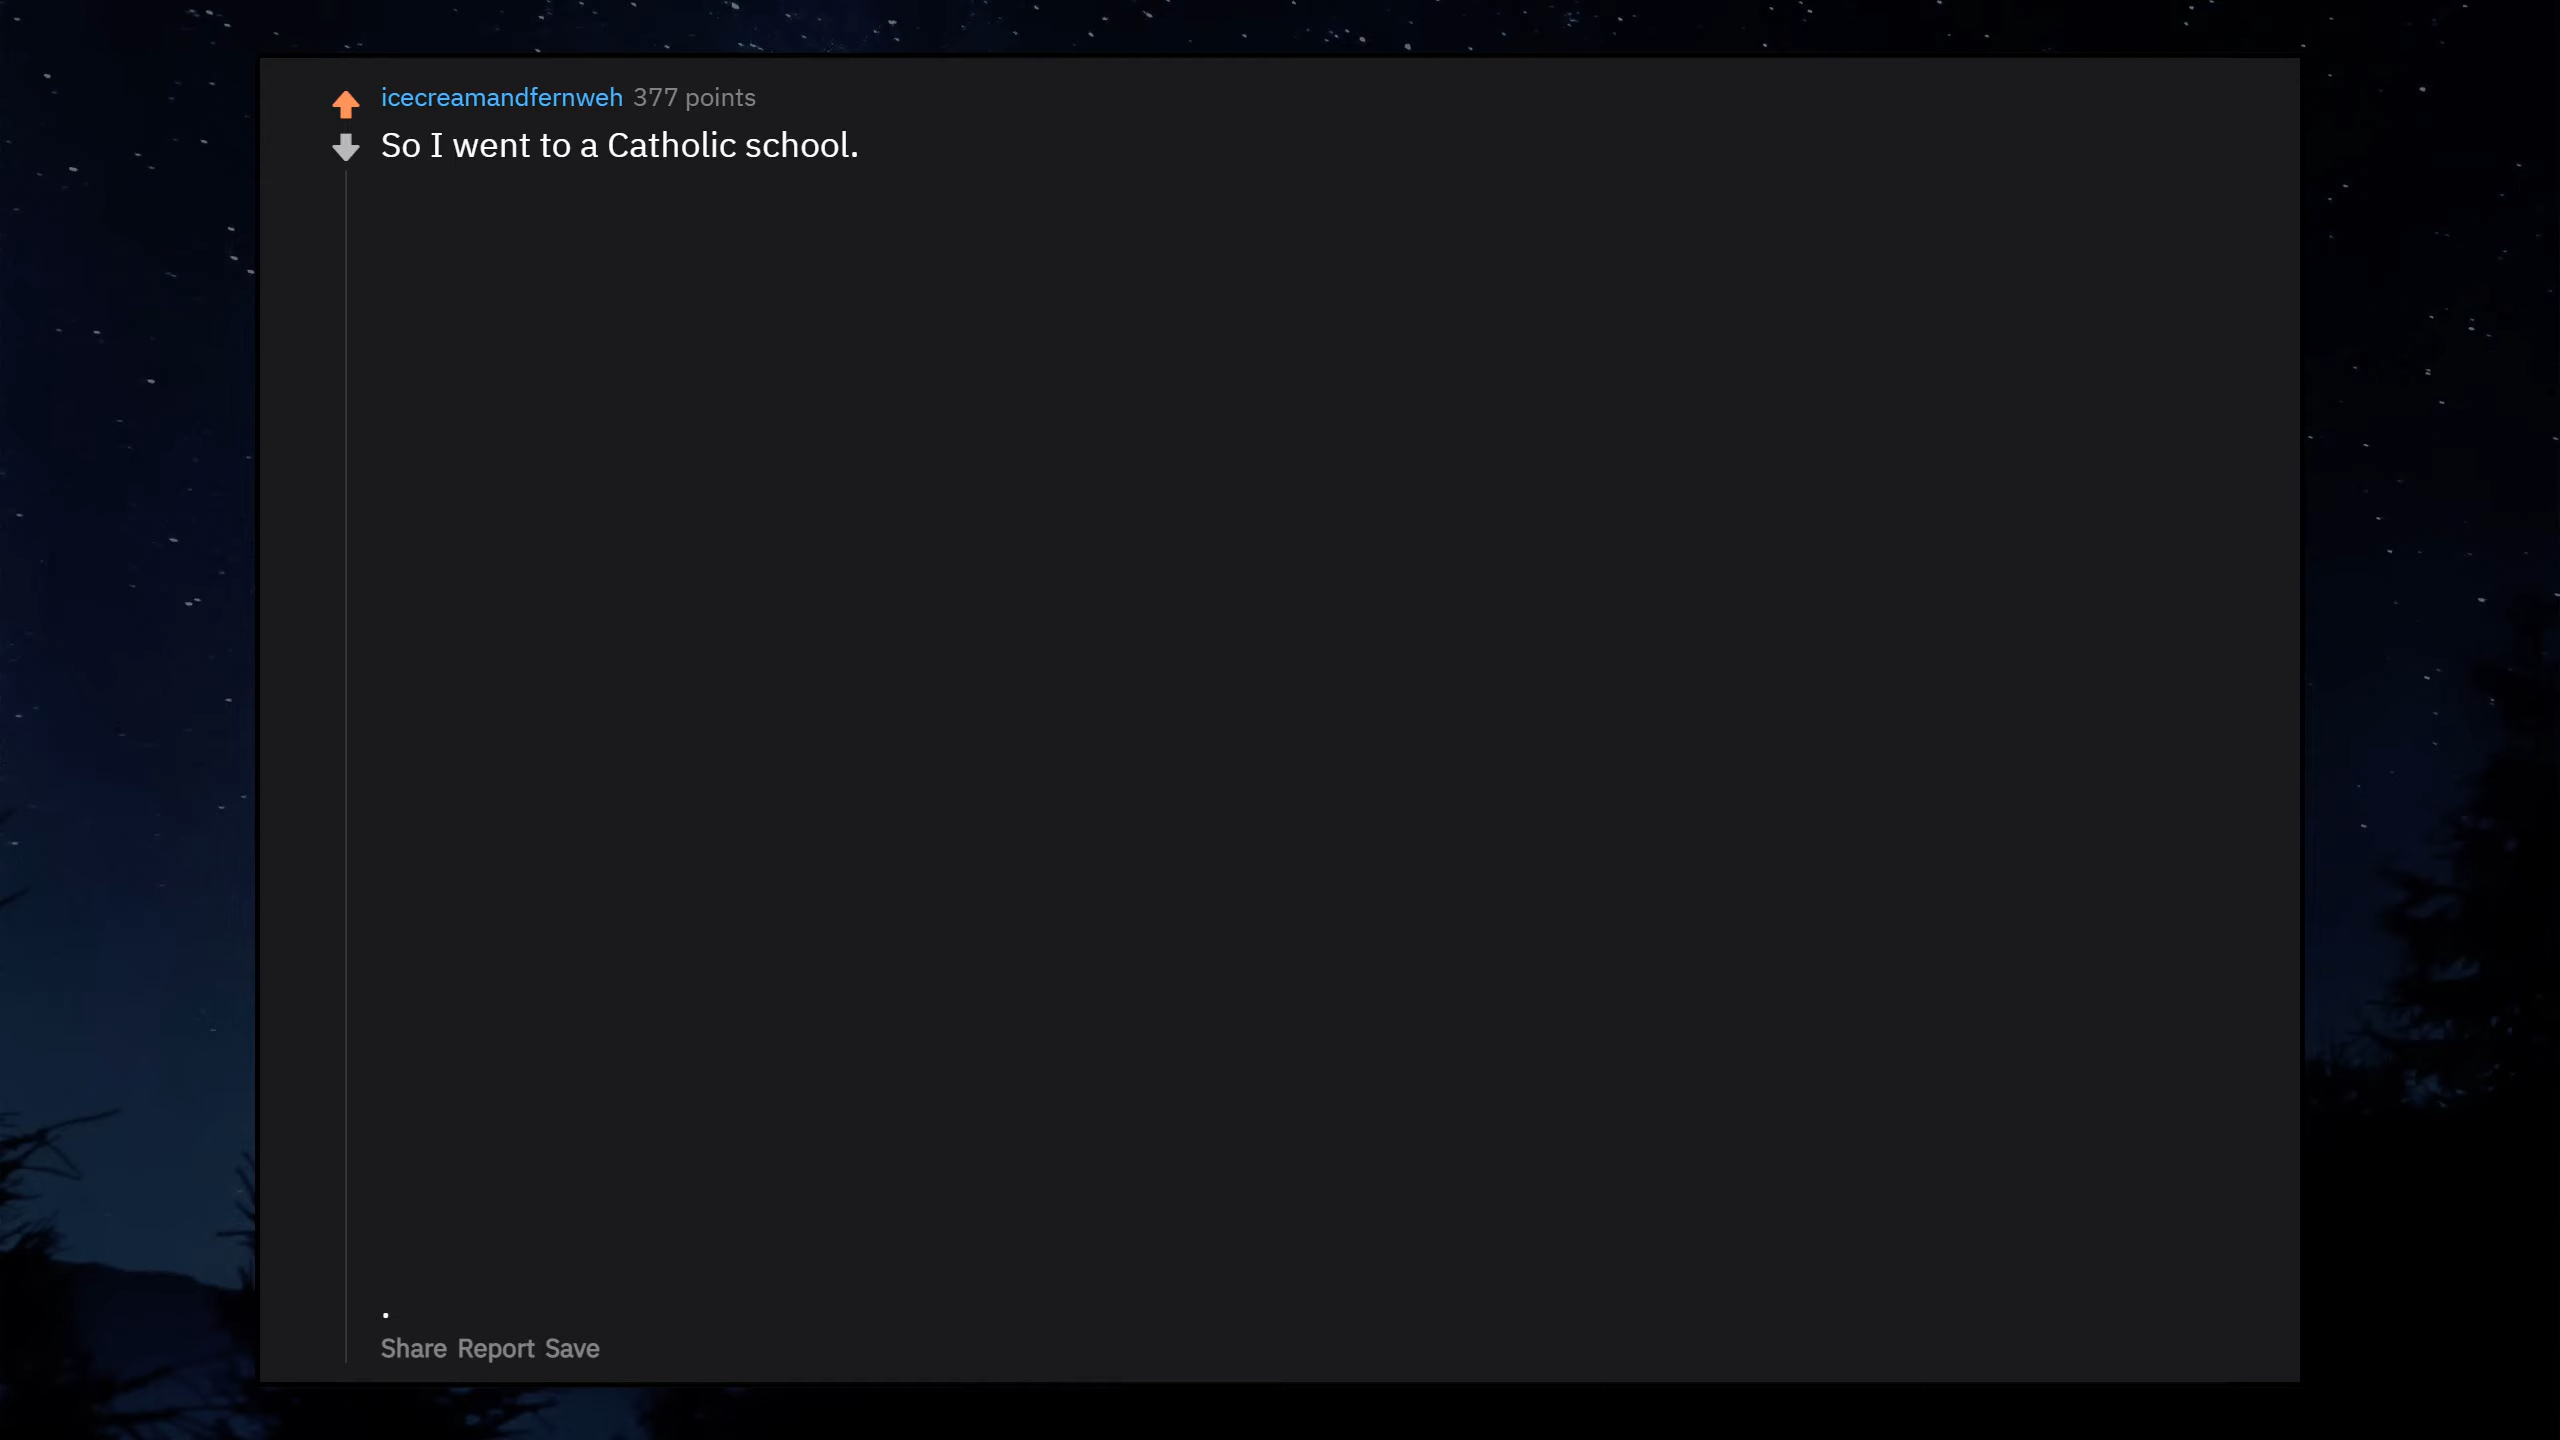 icecreamandfernweh 377 points
So I went to a Catholic school.
.
Share Report Save